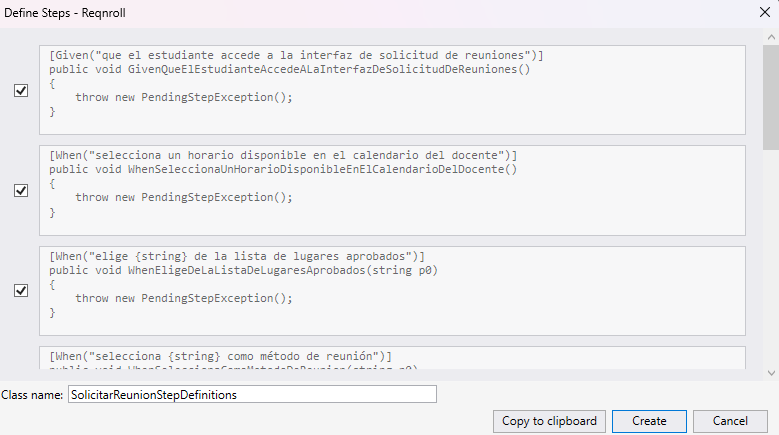 Define Steps - Reqnroll
[Given("que el estudiante accede a la interfaz de solicitud de reuniones")]
public void GivenQueElEstudianteAccedeALaInterfazDeSolicitudDeReuniones()
{
throw new PendingStepException();
}
[When("selecciona un horario disponible en el calendario del docente")]
public void WhenSeleccionaUnHorarioDisponibleEnElCalendarioDelDocente()
{
throw new PendingStepException();
}
[When("elige {string} de la lista de lugares aprobados")]
public void WhenEligeDeLaListaDeLugaresAprobados(string p0)
{
throw new PendingStepException();
}
[When("selecciona {string} como método de reunión")]
public void
Class name: SolicitarReunionStepDefinitions
Copy to clipboard Create Cancel